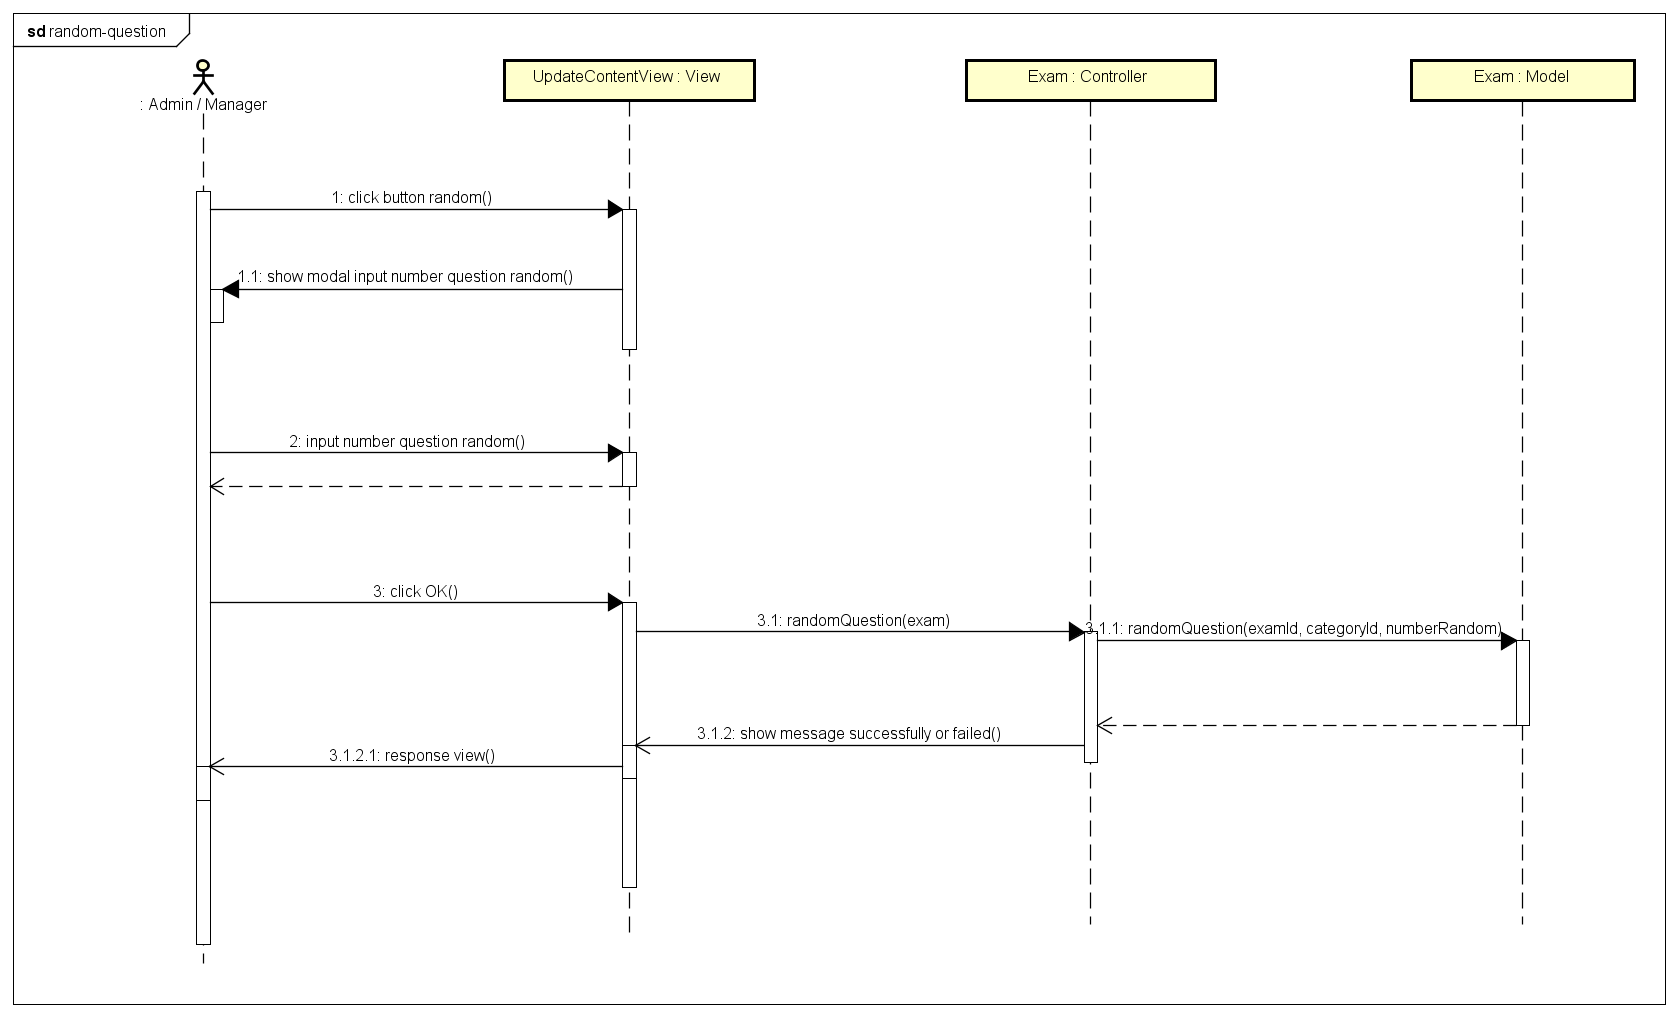 sd random-question
: Admin / Manager
UpdateContentView : View
Exam : Controller
Exam : Model
1: click button random()
1.1: show modal input number question random()
2: input number question random()
3: click OK()
3.1: randomQuestion(exam)
3.1.1: randomQuestion(examId, categoryId, numberRandom)
3.1.2: show message successfully or failed()
3.1.2.1: response view()